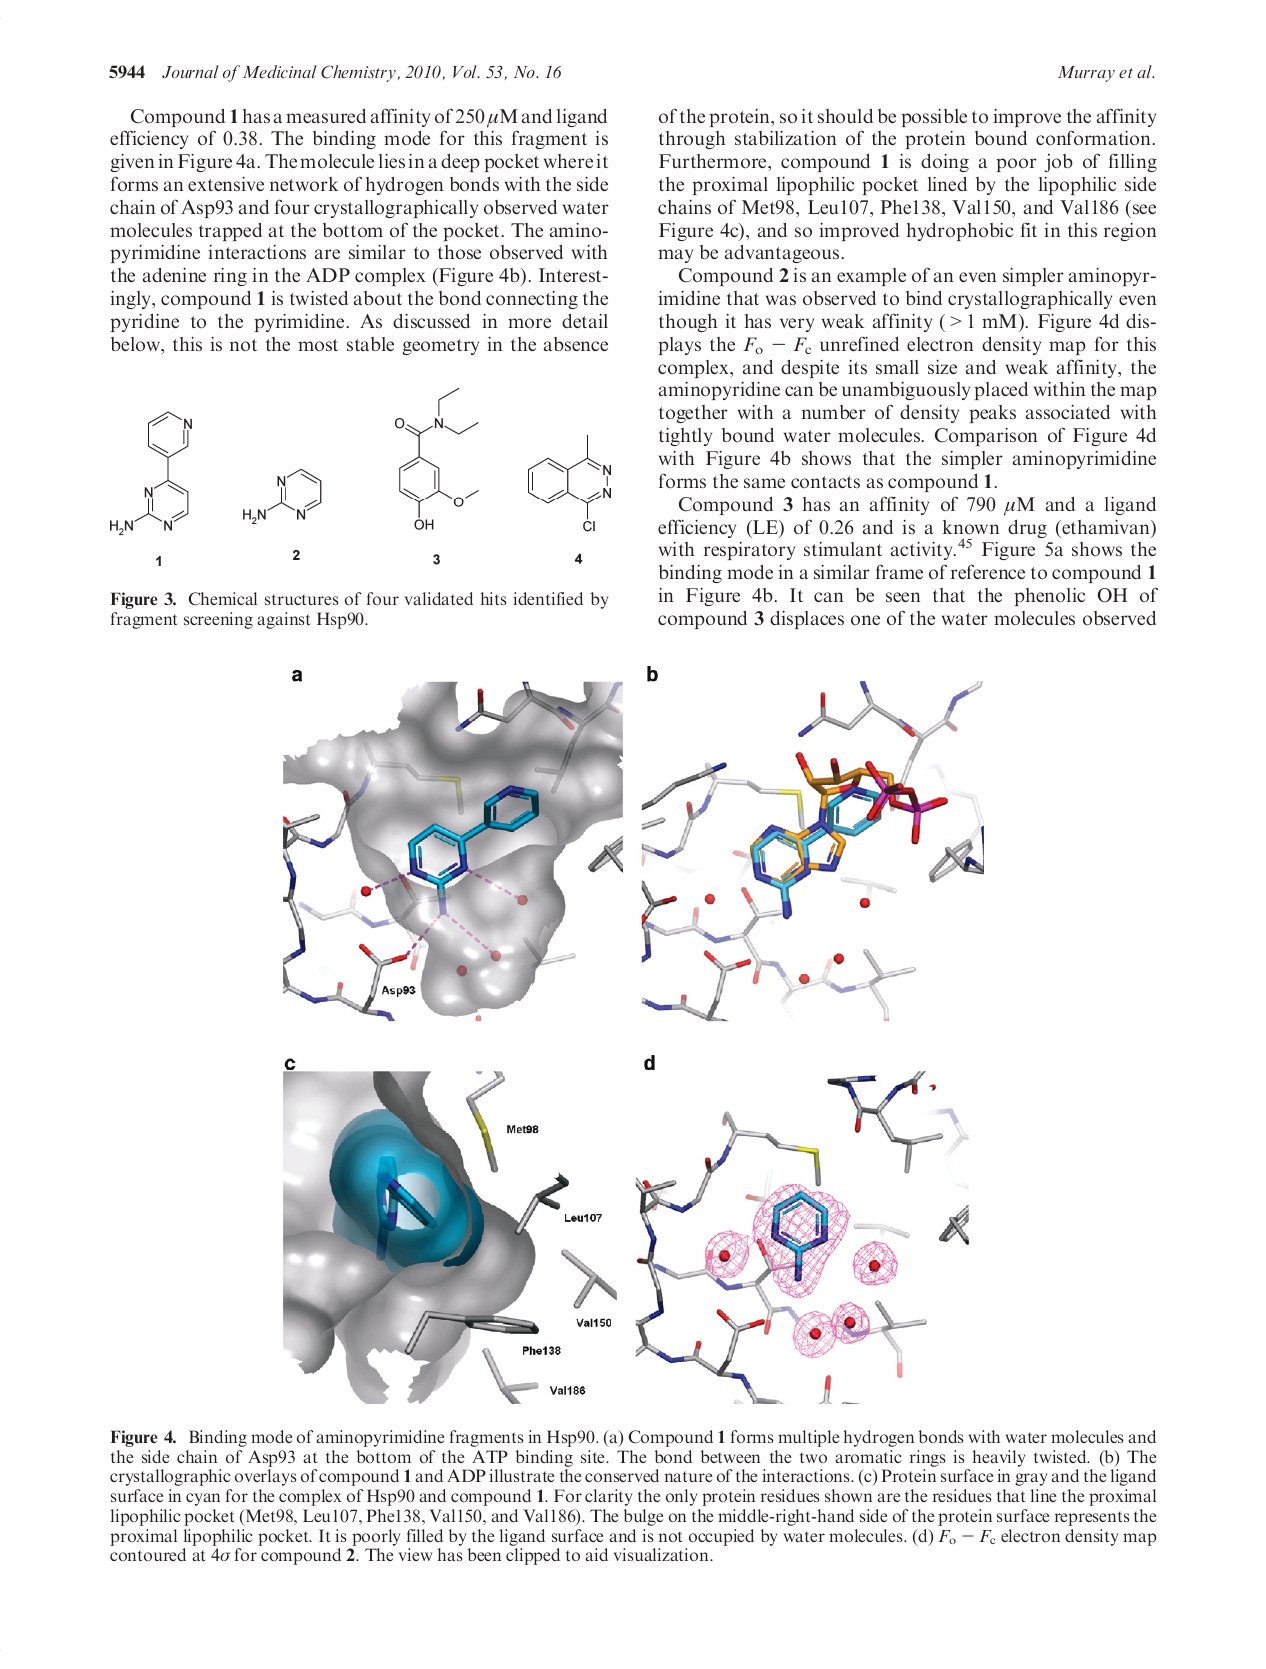 5944 Journal of Medicinal Chemistry, 2010, Vol. 53, No. 16
Murray et al.
Compound 1 has a measured affinity of 250 μM and ligand
efficiency of 0.38. The binding mode for this fragment is
given in Figure 4a. The molecule lies in a deep pocket where it
forms an extensive network of hydrogen bonds with the side
chain of Asp93 and four crystallographically observed water
molecules trapped at the bottom of the pocket. The amino-
pyrimidine interactions are similar to those observed with
the adenine ring in the ADP complex (Figure 4b). Interest-
ingly, compound 1 is twisted about the bond connecting the
pyridine to the pyrimidine. As discussed in more detail
below, this is not the most stable geometry in the absence
N
N
H₂N
N
1
N
H₂N
N
2
O
N
O
OH
3
N
N
Cl
4
Figure 3. Chemical structures of four validated hits identified by
fragment screening against Hsp90.
of the protein, so it should be possible to improve the affinity
through stabilization of the protein bound conformation.
Furthermore, compound 1 is doing a poor job of filling
the proximal lipophilic pocket lined by the lipophilic side
chains of Met98, Leu107, Phe138, Val150, and Val186 (see
Figure 4c), and so improved hydrophobic fit in this region
may be advantageous.
Compound 2 is an example of an even simpler aminopyr-
imidine that was observed to bind crystallographically even
though it has very weak affinity (>1 mM). Figure 4d dis-
plays the Fo − Fc unrefined electron density map for this
complex, and despite its small size and weak affinity, the
aminopyridine can be unambiguously placed within the map
together with a number of density peaks associated with
tightly bound water molecules. Comparison of Figure 4d
with Figure 4b shows that the simpler aminopyrimidine
forms the same contacts as compound 1.
Compound 3 has an affinity of 790 μM and a ligand
efficiency (LE) of 0.26 and is a known drug (ethamivan)
with respiratory stimulant activity.⁴⁵ Figure 5a shows the
binding mode in a similar frame of reference to compound 1
in Figure 4b. It can be seen that the phenolic OH of
compound 3 displaces one of the water molecules observed
a
Asp93
b
c
Met98
Leu107
Val150
Phe138
Val186
d
Figure 4. Binding mode of aminopyrimidine fragments in Hsp90. (a) Compound 1 forms multiple hydrogen bonds with water molecules and
the side chain of Asp93 at the bottom of the ATP binding site. The bond between the two aromatic rings is heavily twisted. (b) The
crystallographic overlays of compound 1 and ADP illustrate the conserved nature of the interactions. (c) Protein surface in gray and the ligand
surface in cyan for the complex of Hsp90 and compound 1. For clarity the only protein residues shown are the residues that line the proximal
lipophilic pocket (Met98, Leu107, Phe138, Val150, and Val186). The bulge on the middle-right-hand side of the protein surface represents the
proximal lipophilic pocket. It is poorly filled by the ligand surface and is not occupied by water molecules. (d) Fo − Fc electron density map
contoured at 4σ for compound 2. The view has been clipped to aid visualization.